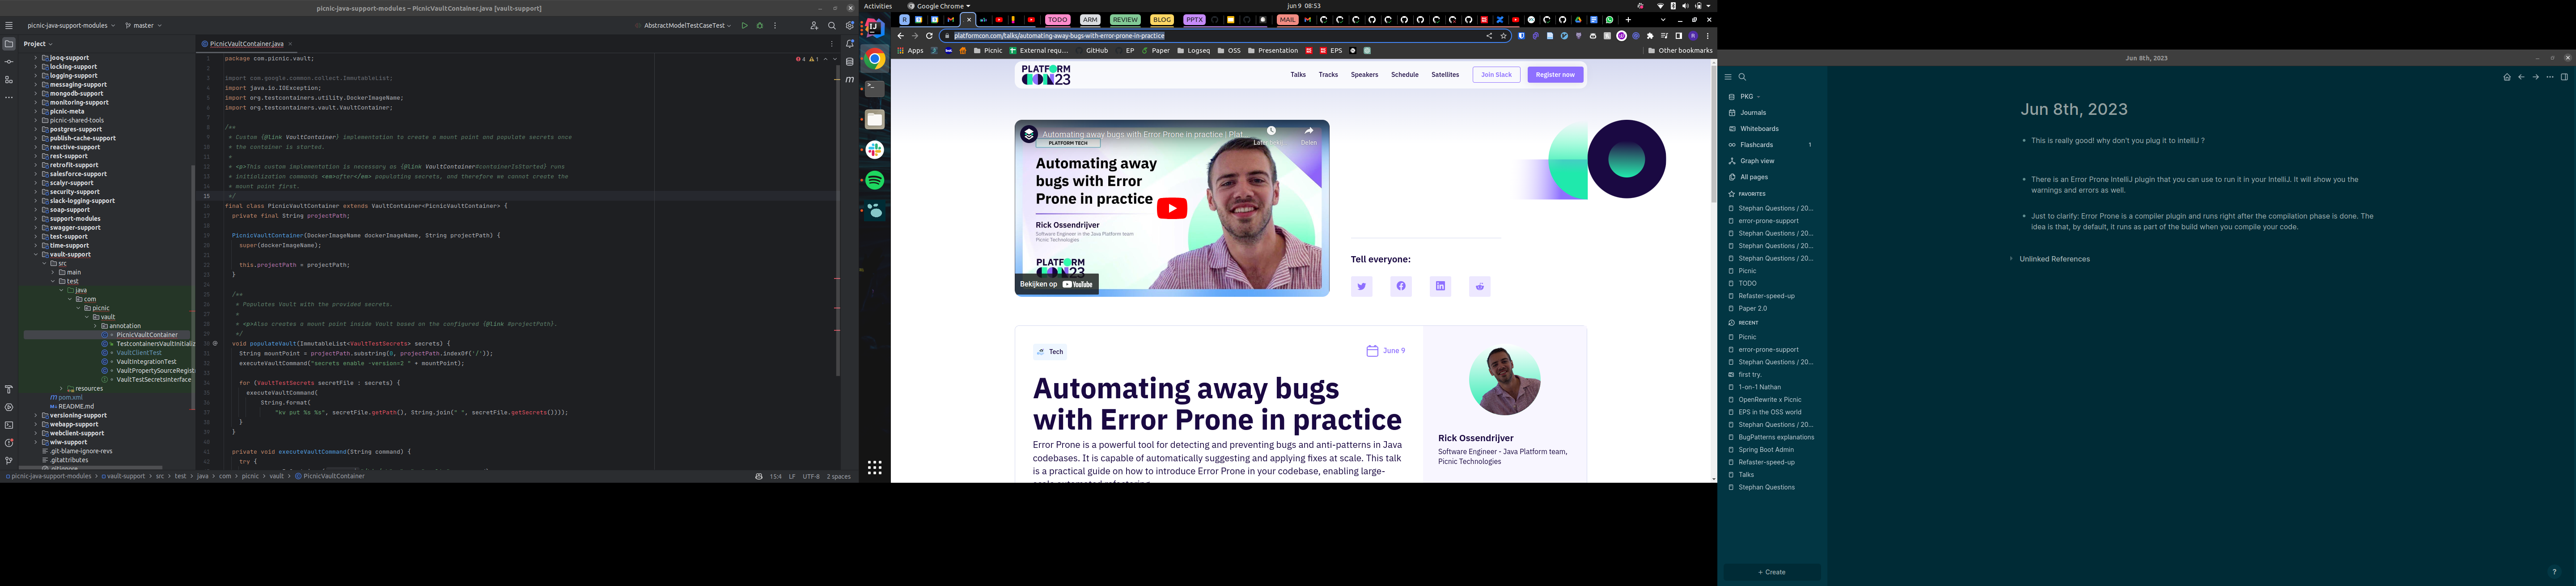 picnic-java-support-modules – PicnicVaultContainer.java [vault-support]
picnic-java-support-modules
master
AbstractModelTestCaseTest
Project
jooq-support
locking-support
logging-support
messaging-support
mongodb-support
monitoring-support
picnic-meta
picnic-shared-tools
postgres-support
publish-cache-support
reactive-support
rest-support
retrofit-support
salesforce-support
scalyr-support
security-support
slack-logging-support
soap-support
support-modules
swagger-support
test-support
time-support
vault-support
src
main
test
java
com
picnic
vault
annotation
PicnicVaultContainer
TestcontainersVaultInitializ
VaultClientTest
VaultIntegrationTest
VaultPropertySourceRegist
VaultTestSecretsInterface
resources
pom.xml
README.md
versioning-support
webapp-support
webclient-support
wiw-support
.git-blame-ignore-revs
.gitattributes
PicnicVaultContainer.java
package com.picnic.vault;
import com.google.common.collect.ImmutableList;
import java.io.IOException;
import org.testcontainers.utility.DockerImageName;
import org.testcontainers.vault.VaultContainer;
/**
* Custom {@link VaultContainer} implementation to create a mount point and populate secrets once
* the container is started.
*
* <p>This custom implementation is necessary as {@link VaultContainer#containerIsStarted} runs
* initialization commands <em>after</em> populating secrets, and therefore we cannot create the
* mount point first.
*/
final class PicnicVaultContainer extends VaultContainer<PicnicVaultContainer> {
private final String projectPath;
PicnicVaultContainer(DockerImageName dockerImageName, String projectPath) {
super(dockerImageName);
this.projectPath = projectPath;
}
/**
* Populates Vault with the provided secrets.
*
* <p>Also creates a mount point inside Vault based on the configured {@link #projectPath}.
*/
void populateVault(ImmutableList<VaultTestSecrets> secrets) {
String mountPoint = projectPath.substring(0, projectPath.indexOf('/'));
executeVaultCommand("secrets enable -version=2 " + mountPoint);
for (VaultTestSecrets secretFile : secrets) {
executeVaultCommand(
String.format(
"kv put %s %s", secretFile.getPath(), String.join(" ", secretFile.getSecrets())));
}
}
private void executeVaultCommand(String command) {
try {
picnic-java-support-modules > vault-support > src > test > java > com > picnic > vault > PicnicVaultContainer
15:4 LF UTF-8 2 spaces
Activities
Google Chrome
jun 9 08:53
TODO
ARM
REVIEW
BLOG
PPTX
MAIL
platformcon.com/talks/automating-away-bugs-with-error-prone-in-practice
Apps
Picnic
External requ...
GitHub
EP
Paper
Logseq
OSS
Presentation
EPS
Other bookmarks
PLATFORM
CON23
Talks
Tracks
Speakers
Schedule
Satellites
Join Slack
Register now
Automating away bugs with Error Prone in practice | Plat
Delen
PLATFORM TECH
Automating away
bugs with Error
Prone in practice
Rick Ossendrijver
Software Engineer in the Java Platform team
Picnic Technologies
PLATFORM
CON23
Bekijken op YouTube
Tell everyone:
Tech
June 9
Automating away bugs
with Error Prone in practice
Error Prone is a powerful tool for detecting and preventing bugs and anti-patterns in Java
codebases. It is capable of automatically suggesting and applying fixes at scale. This talk
is a practical guide on how to introduce Error Prone in your codebase, enabling large-
scale automated refactoring.
Rick Ossendrijver
Software Engineer - Java Platform team,
Picnic Technologies
Jun 8th, 2023
PKG
Journals
Whiteboards
Flashcards 1
Graph view
All pages
FAVORITES
Stephan Questions / 20...
error-prone-support
Stephan Questions / 20...
Stephan Questions / 20...
Stephan Questions / 20...
Picnic
TODO
Refaster-speed-up
Paper 2.0
RECENT
Picnic
error-prone-support
Stephan Questions / 20...
first try.
1-on-1 Nathan
OpenRewrite x Picnic
EPS in the OSS world
Stephan Questions / 20...
BugPatterns explanations
Spring Boot Admin
Refaster-speed-up
Talks
Stephan Questions
+ Create
Jun 8th, 2023
This is really good! why don't you plug it to intelliJ ?
There is an Error Prone IntelliJ plugin that you can use to run it in your IntelliJ. It will show you the
warnings and errors as well.
Just to clarify: Error Prone is a compiler plugin and runs right after the compilation phase is done. The
idea is that, by default, it runs as part of the build when you compile your code.
Unlinked References
?